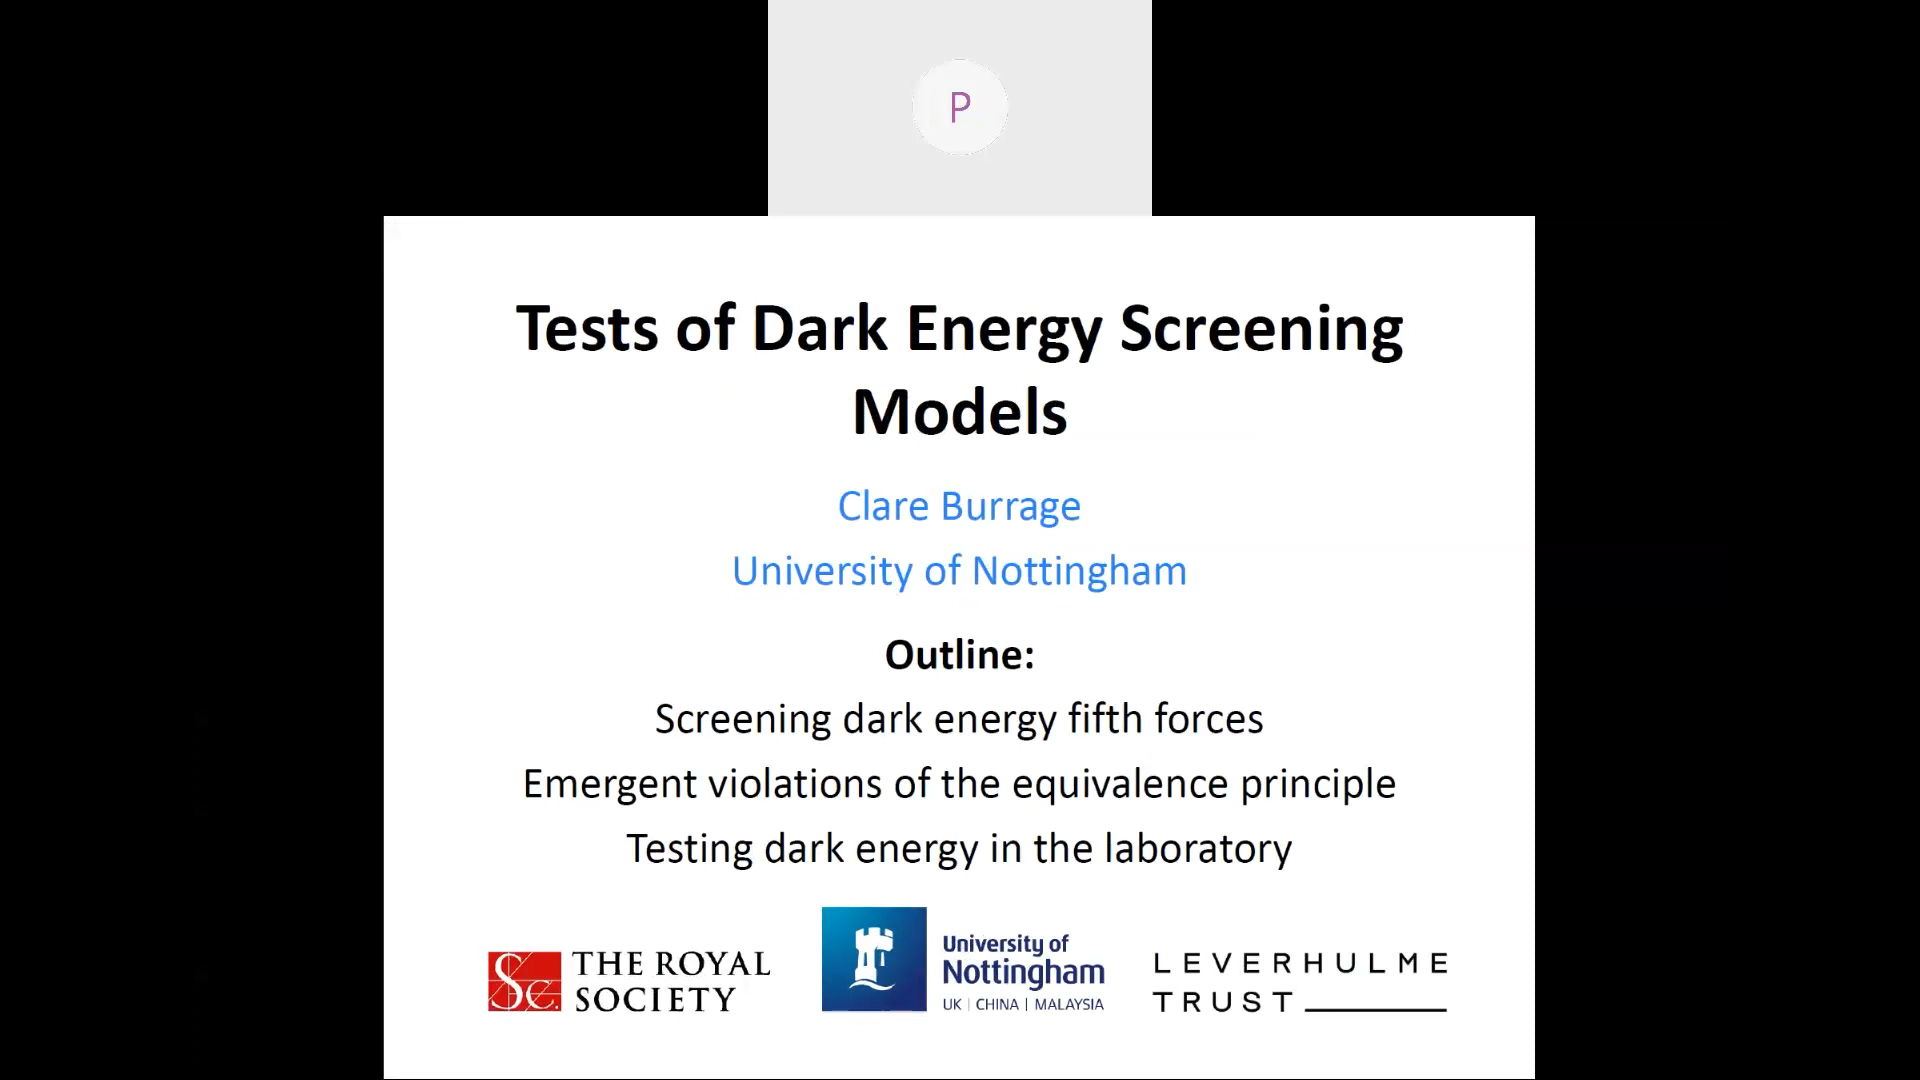 P
Tests of Dark Energy Screening
Models
Clare Burrage
University of Nottingham
Outline:
Screening dark energy fifth forces
Emergent violations of the equivalence principle
Testing dark energy in the laboratory
THE ROYAL
SOCIETY
University of
Nottingham
UK | CHINA | MALAYSIA
LEVERHULME
TRUST